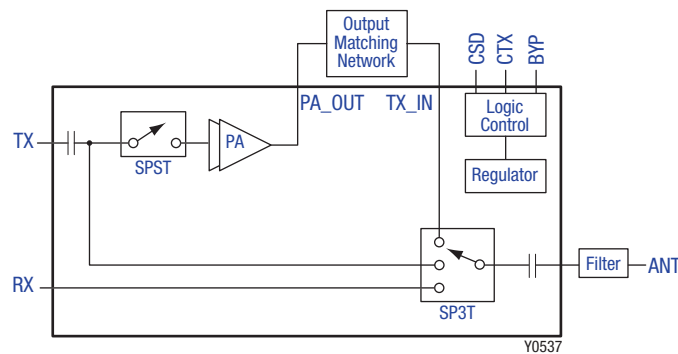 Output
Matching
Network
CSD
CTX
BYP
PA_OUT
TX_IN
Logic
Control
TX
SPST
PA
Regulator
Filter
ANT
RX
SP3T
Y0537